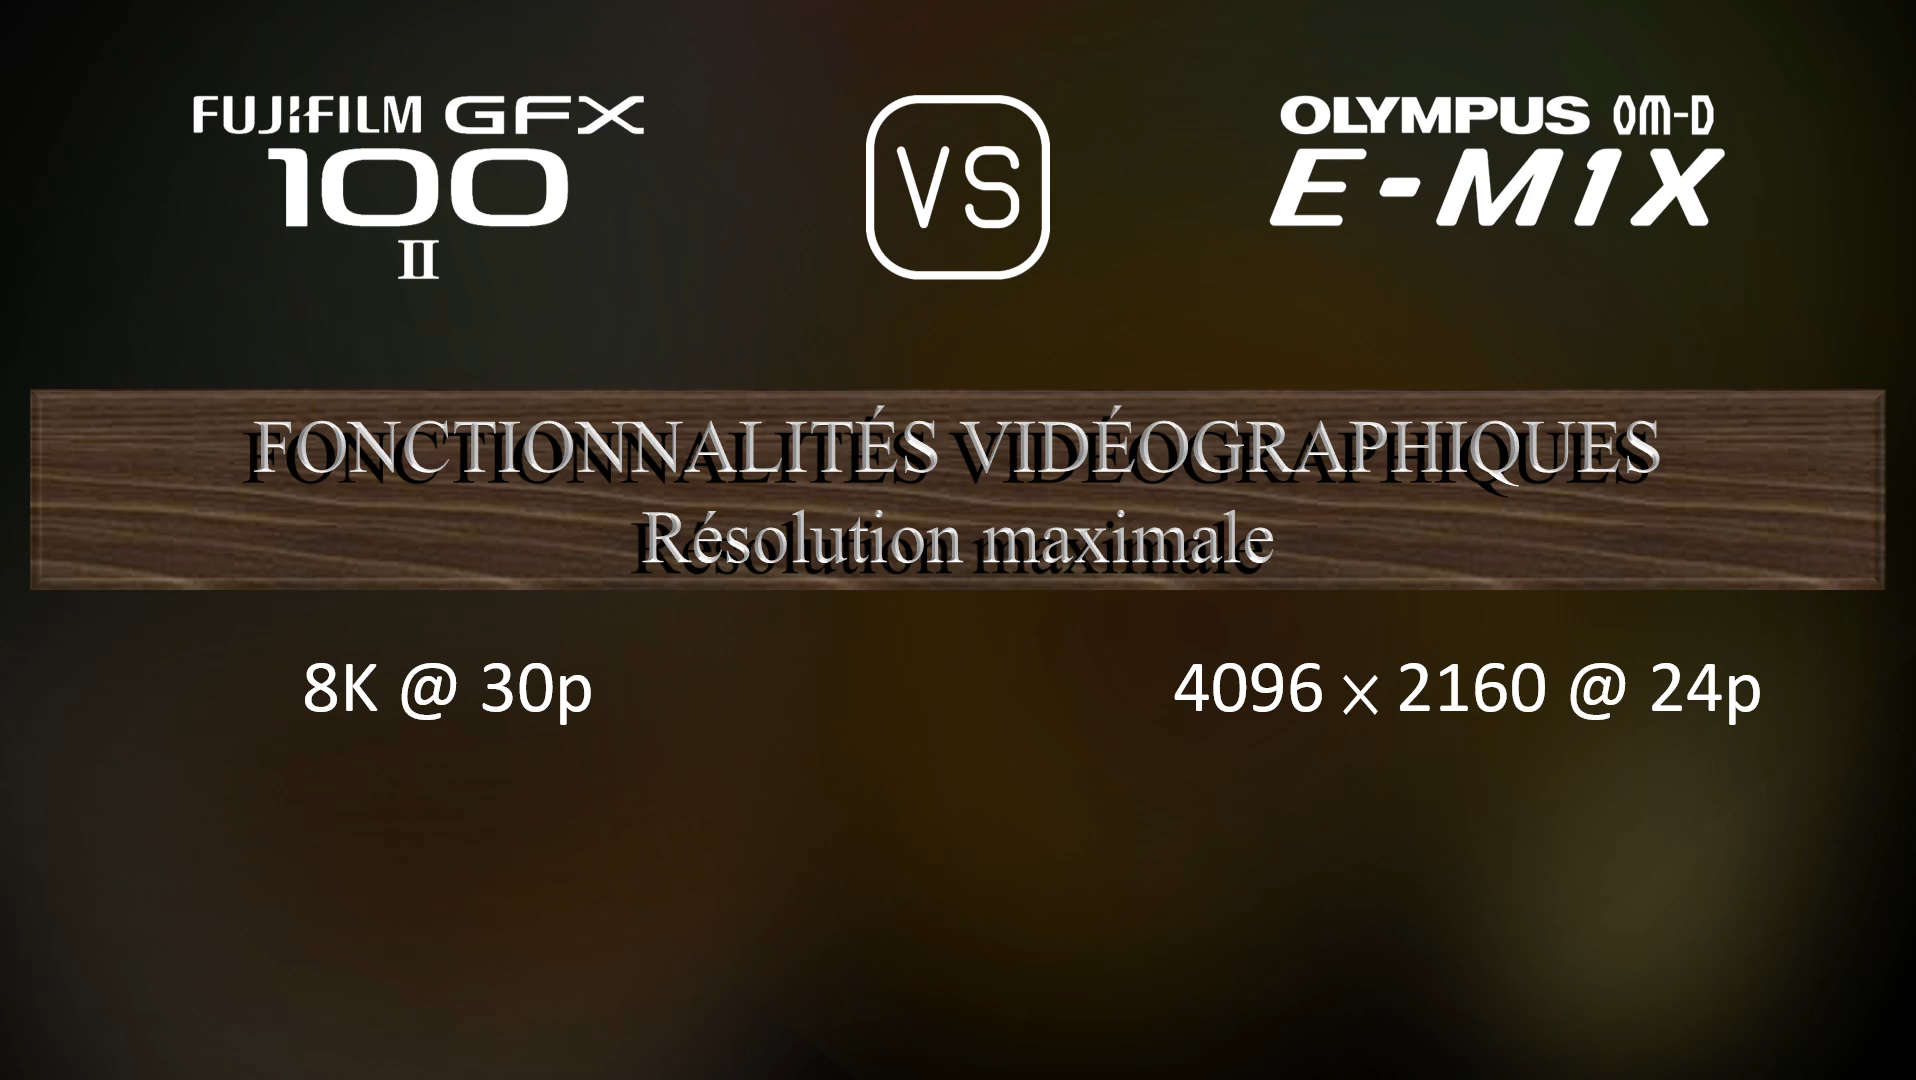 FUJIFILM GFX
100
II
VS
OLYMPUS OM-D
E-M1X
FONCTIONNALITÉS VIDÉOGRAPHIQUES
Résolution maximale
8K @ 30p
4096 x 2160 @ 24p